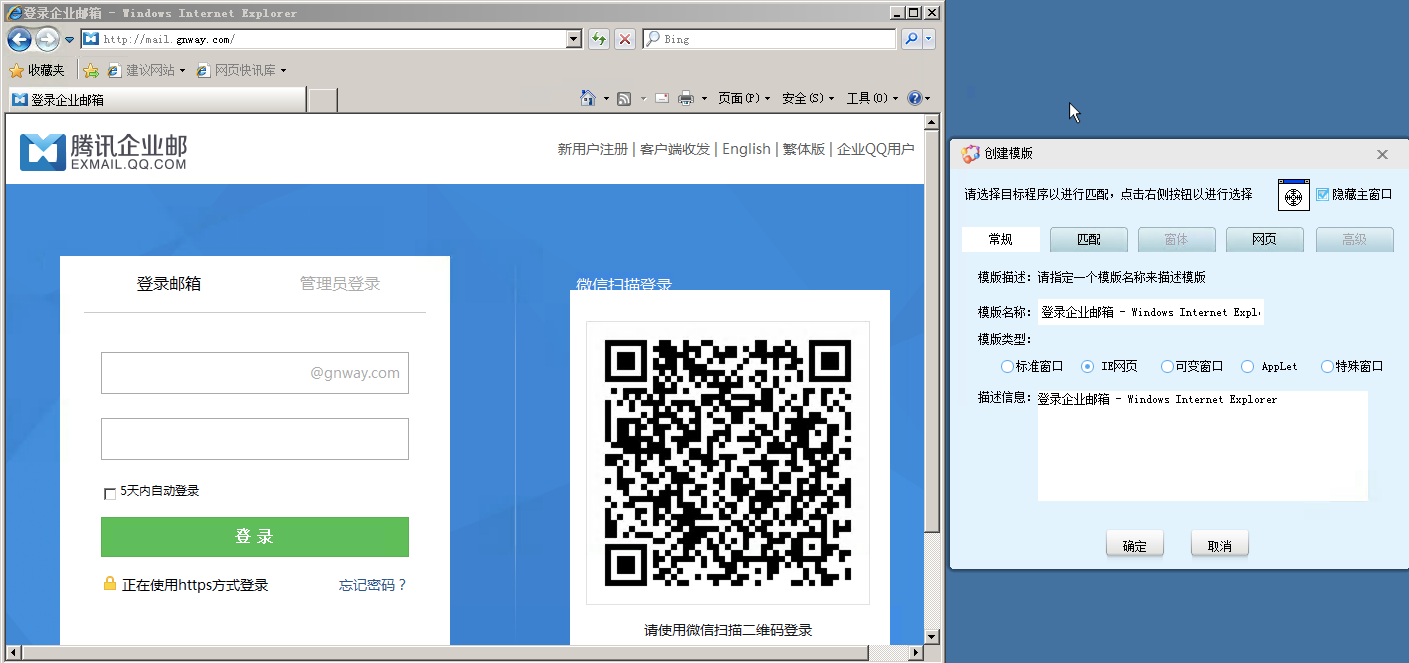 登录企业邮箱 - Windows Internet Explorer
http://mail.gnway.com/
Bing
收藏夹
建议网站
网页快讯库
登录企业邮箱
页面(P)
安全(S)
工具(O)
腾讯企业邮
EXMAIL.QQ.COM
新用户注册 | 客户端收发 | English | 繁体版 | 企业QQ用户
登录邮箱
管理员登录
@gnway.com
5天内自动登录
登 录
正在使用https方式登录
忘记密码？
微信扫描登录
请使用微信扫描二维码登录
创建模版
请选择目标程序以进行匹配，点击右侧按钮以进行选择
隐藏主窗口
常规
匹配
窗体
网页
高级
模版描述：请指定一个模版名称来描述模版
模版名称：登录企业邮箱 - Windows Internet Expl
模版类型：
标准窗口
IE网页
可变窗口
AppLet
特殊窗口
描述信息：登录企业邮箱 - Windows Internet Explorer
确定
取消